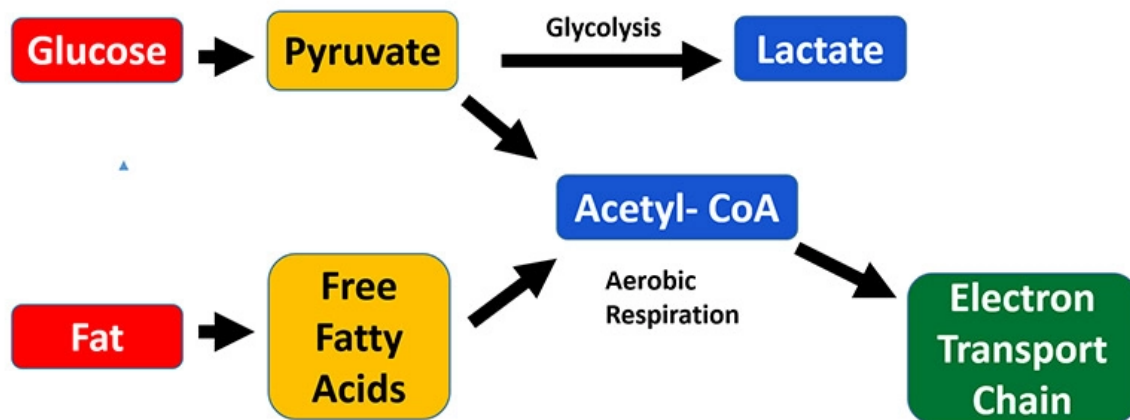 Glucose
Pyruvate
Glycolysis
Lactate
Acetyl- CoA
Fat
Free
Fatty
Acids
Aerobic
Respiration
Electron
Transport
Chain